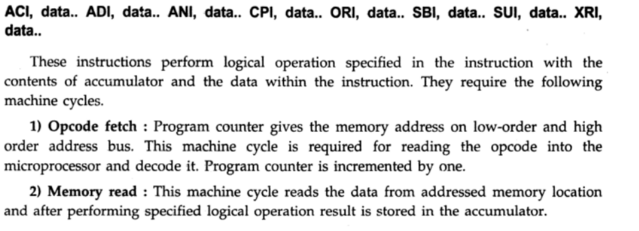 ACI, data.. ADI, data.. ANI, data.. CPI, data.. ORI, data.. SBI, data.. SUI, data.. XRI,
data..
These instructions perform logical operation specified in the instruction with the
contents of accumulator and the data within the instruction. They require the following
machine cycles.
1) Opcode fetch : Program counter gives the memory address on low-order and high
order address bus. This machine cycle is required for reading the opcode into the
microprocessor and decode it. Program counter is incremented by one.
2) Memory read : This machine cycle reads the data from addressed memory location
and after performing specified logical operation result is stored in the accumulator.